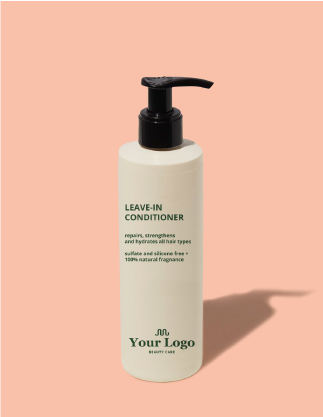 LEAVE-IN
CONDITIONER
repairs, strengthens
and hydrates all hair types
sulfate and silicone free +
100% natural fragnance
Your Logo
BEAUTY CARE